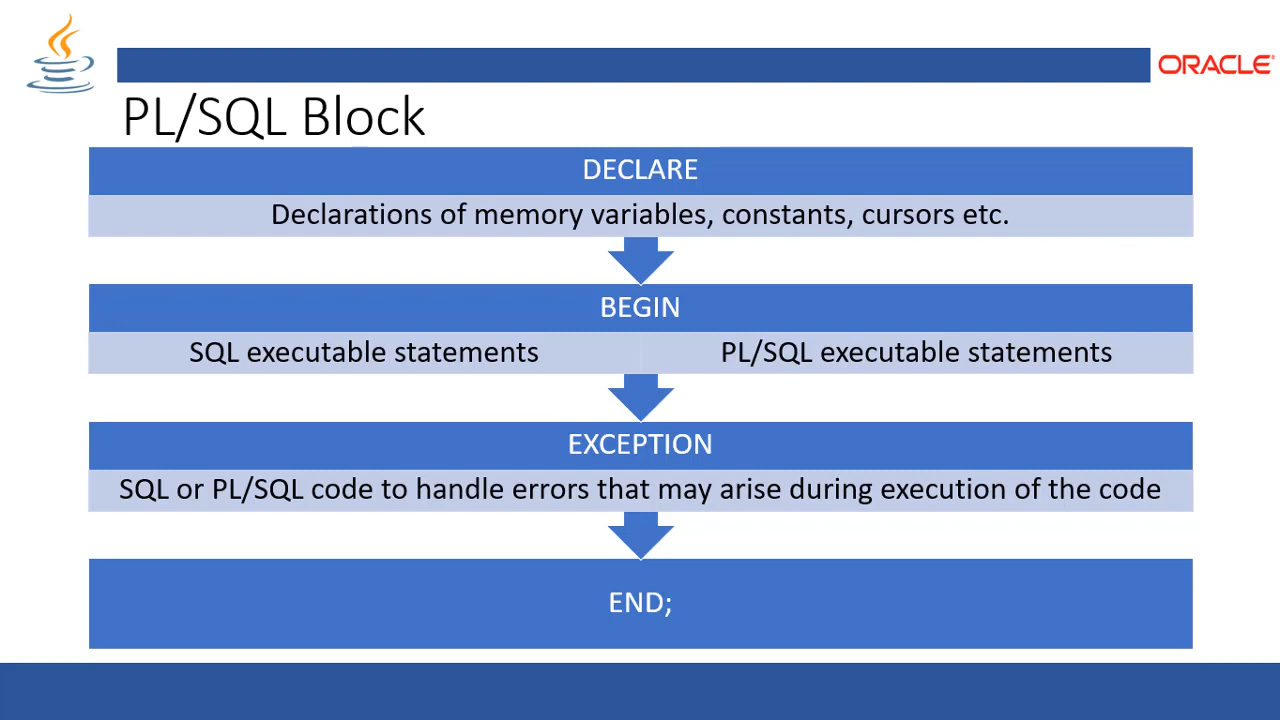 ORACLE
PL/SQL Block
DECLARE
Declarations of memory variables, constants, cursors etc.
BEGIN
SQL executable statements
PL/SQL executable statements
EXCEPTION
SQL or PL/SQL code to handle errors that may arise during execution of the code
END;